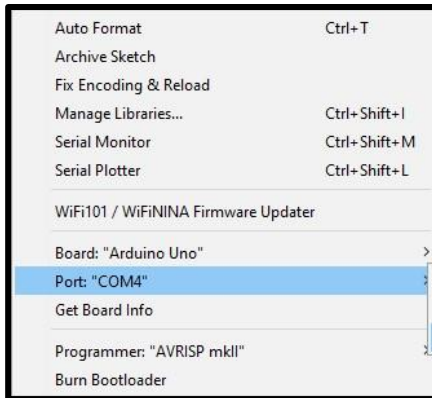 Auto Format Ctrl+T
Archive Sketch
Fix Encoding & Reload
Manage Libraries... Ctrl+Shift+I
Serial Monitor Ctrl+Shift+M
Serial Plotter Ctrl+Shift+L
WiFi101 / WiFiNINA Firmware Updater
Board: "Arduino Uno"
Port: "COM4"
Get Board Info
Programmer: "AVRISP mkII"
Burn Bootloader